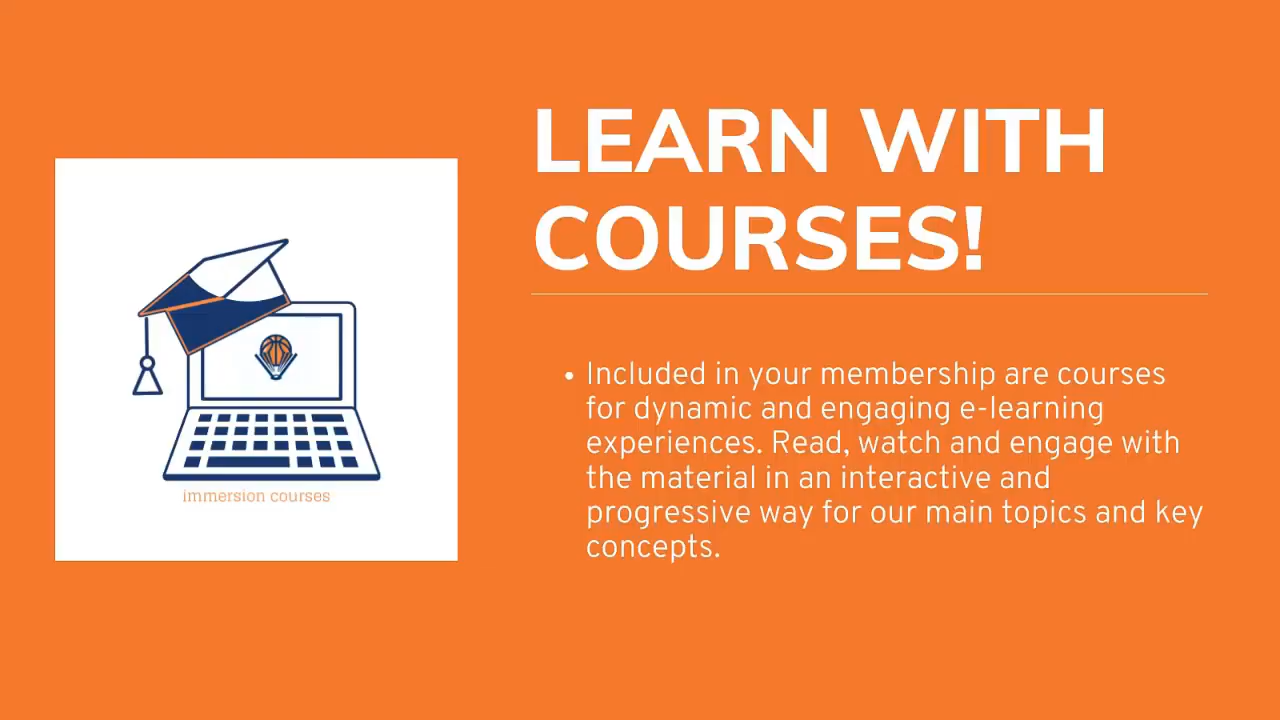 LEARN WITH
COURSES!
immersion courses
• Included in your membership are courses
for dynamic and engaging e-learning
experiences. Read, watch and engage with
the material in an interactive and
progressive way for our main topics and key
concepts.